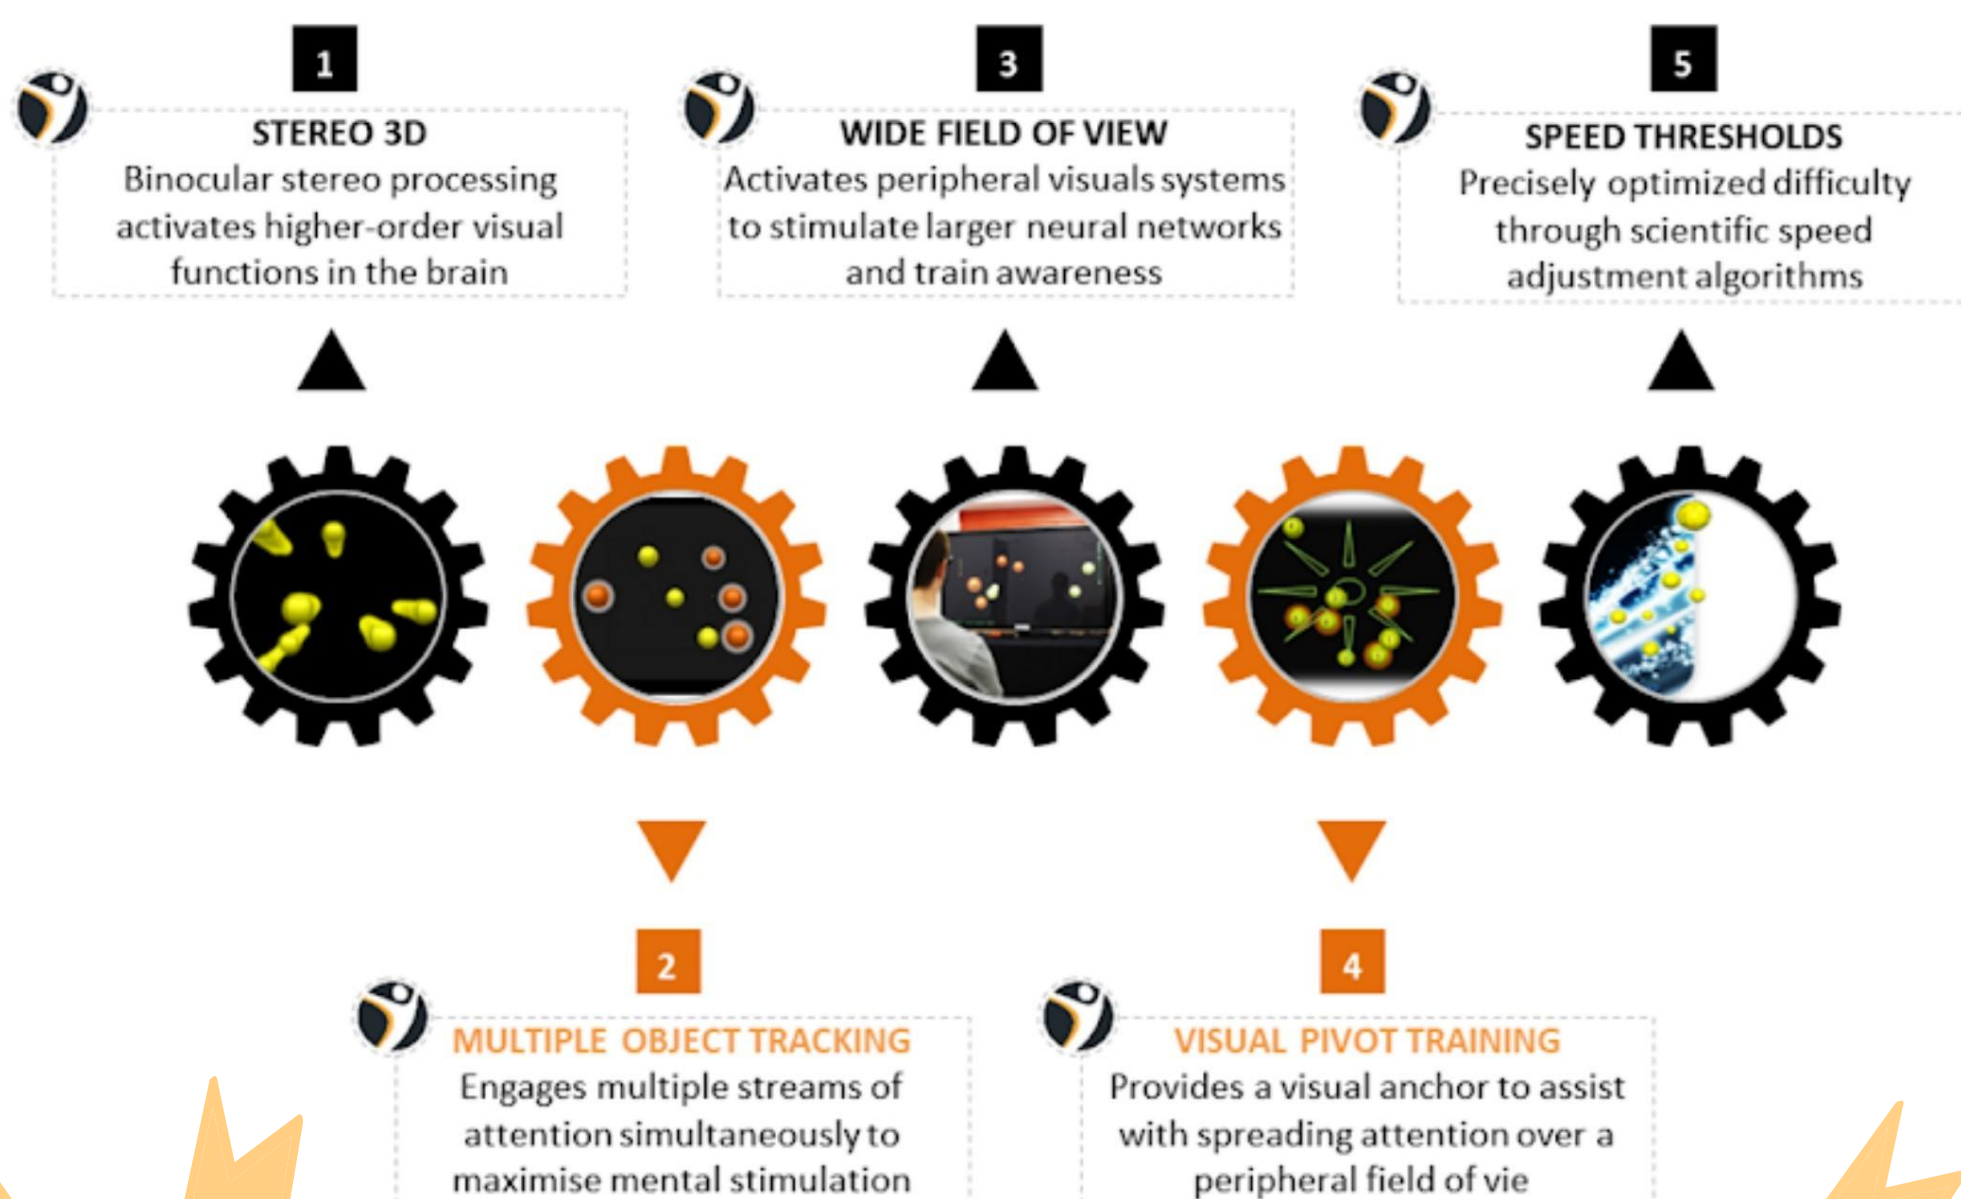 1
STEREO 3D
Binocular stereo processing
activates higher-order visual
functions in the brain
3
WIDE FIELD OF VIEW
Activates peripheral visuals systems
to stimulate larger neural networks
and train awareness
5
SPEED THRESHOLDS
Precisely optimized difficulty
through scientific speed
adjustment algorithms
2
MULTIPLE OBJECT TRACKING
Engages multiple streams of
attention simultaneously to
maximise mental stimulation
4
VISUAL PIVOT TRAINING
Provides a visual anchor to assist
with spreading attention over a
peripheral field of vie